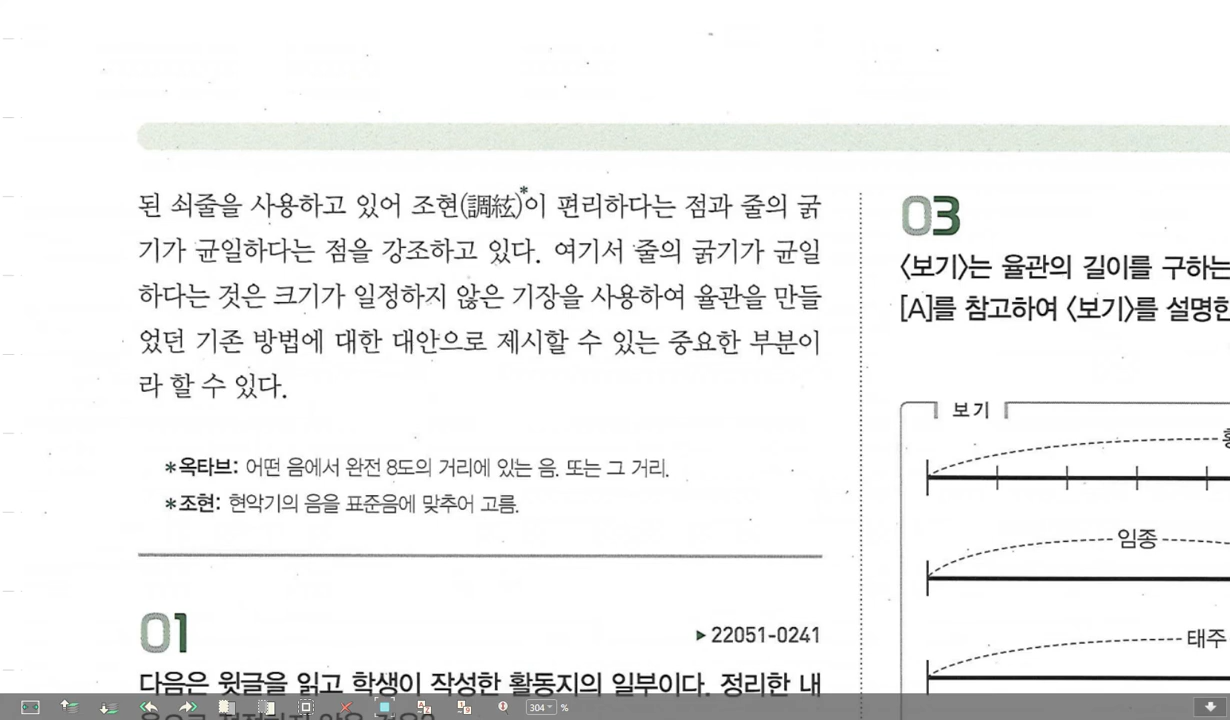 된 쇠줄을 사용하고 있어 조현(調絃)*이 편리하다는 점과 줄의 굵
기가 균일하다는 점을 강조하고 있다. 여기서 줄의 굵기가 균일
하다는 것은 크기가 일정하지 않은 기장을 사용하여 율관을 만들
었던 기존 방법에 대한 대안으로 제시할 수 있는 중요한 부분이
라 할 수 있다.
*옥타브: 어떤 음에서 완전 8도의 거리에 있는 음. 또는 그 거리.
*조현: 현악기의 음을 표준음에 맞추어 고름.
01
▶22051-0241
다음은 윗글을 읽고 학생이 작성한 활동지의 일부이다. 정리한 내
03
〈보기〉는 율관의 길이를 구하는
[A]를 참고하여 〈보기〉를 설명한
보기
임종
태주
304 %